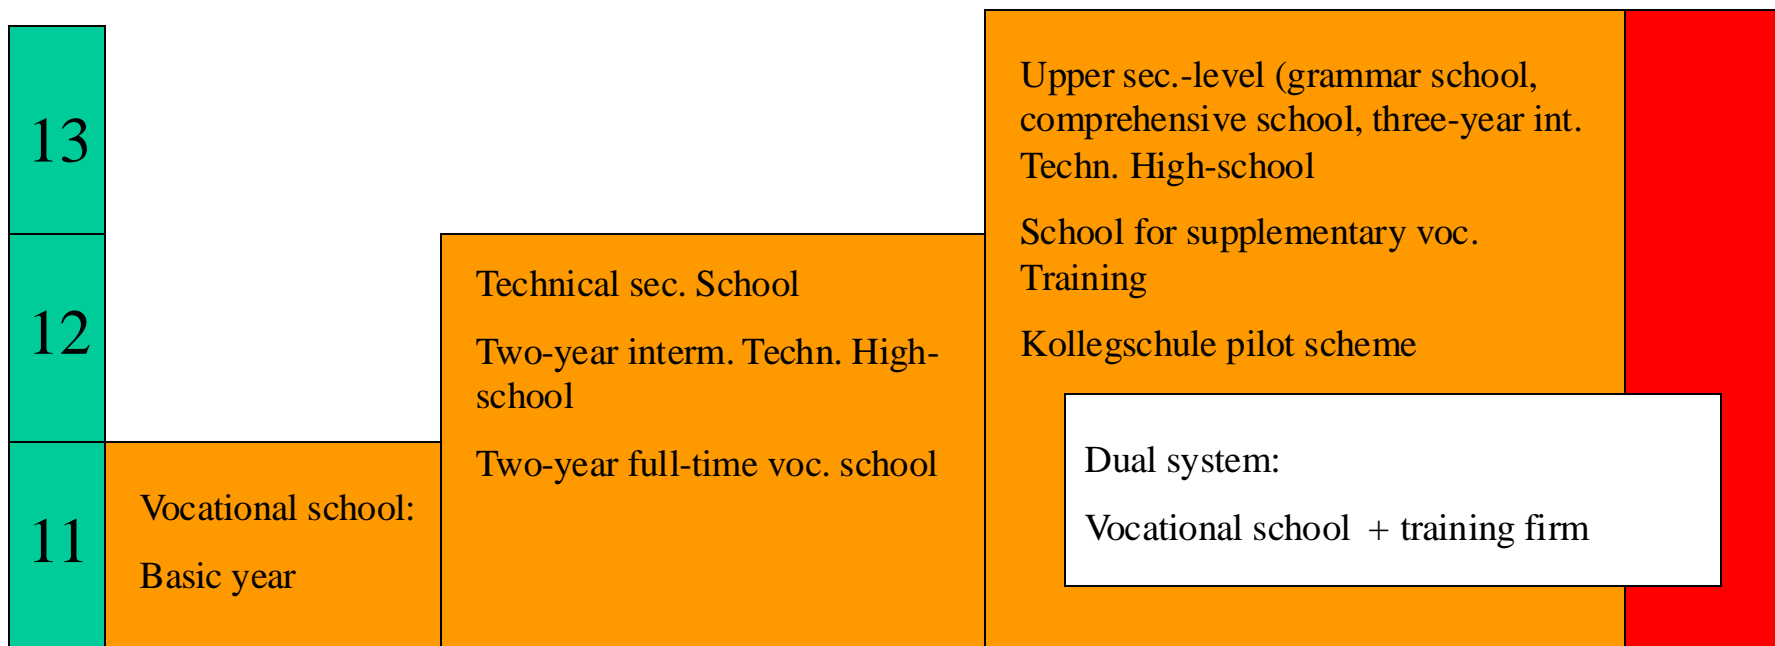 13
12
11
Vocational school:
Basic year
Technical sec. School
Two-year interm. Techn. High-
school
Two-year full-time voc. school
Upper sec.-level (grammar school,
comprehensive school, three-year int.
Techn. High-school
School for supplementary voc.
Training
Kollegschule pilot scheme
Dual system:
Vocational school + training firm